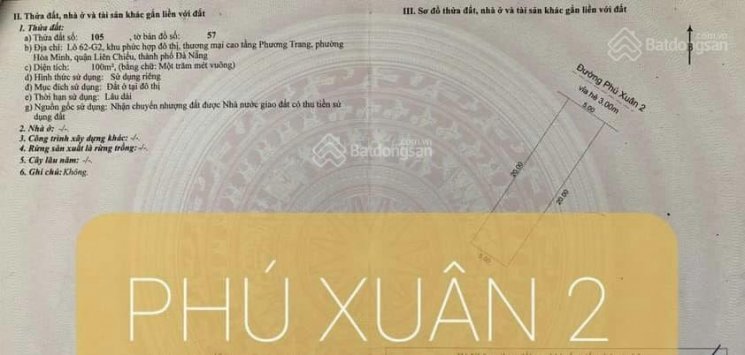 II. Thửa đất, nhà ở và tài sản khác gắn liền với đất
1. Thửa đất:
a) Thửa đất số: 105 , tờ bản đồ số: 57
b) Địa chỉ: Lô 62-G2, khu phức hợp đô thị, thương mại cao tầng Phương Trang, phường
Hòa Minh, quận Liên Chiểu, thành phố Đà Nẵng
c) Diện tích: 100m², (bằng chữ: Một trăm mét vuông)
d) Hình thức sử dụng: Sử dụng riêng
đ) Mục đích sử dụng: Đất ở tại đô thị
e) Thời hạn sử dụng: Lâu dài
g) Nguồn gốc sử dụng: Nhận chuyển nhượng đất được Nhà nước giao đất có thu tiền sử
dụng đất
2. Nhà ở: -/-
3. Công trình xây dựng khác: -/-
4. Rừng sản xuất là rừng trồng: -/-
5. Cây lâu năm: -/-
6. Ghi chú: Không.
III. Sơ đồ thửa đất, nhà ở và tài sản khác gắn liền với đất
Đường Phú Xuân 2
vỉa hè 3.00m
5.00
20.00
20.00
5.00
Batdongsan
.com.vn
Batdongsan
.com.vn
PHÚ XUÂN 2